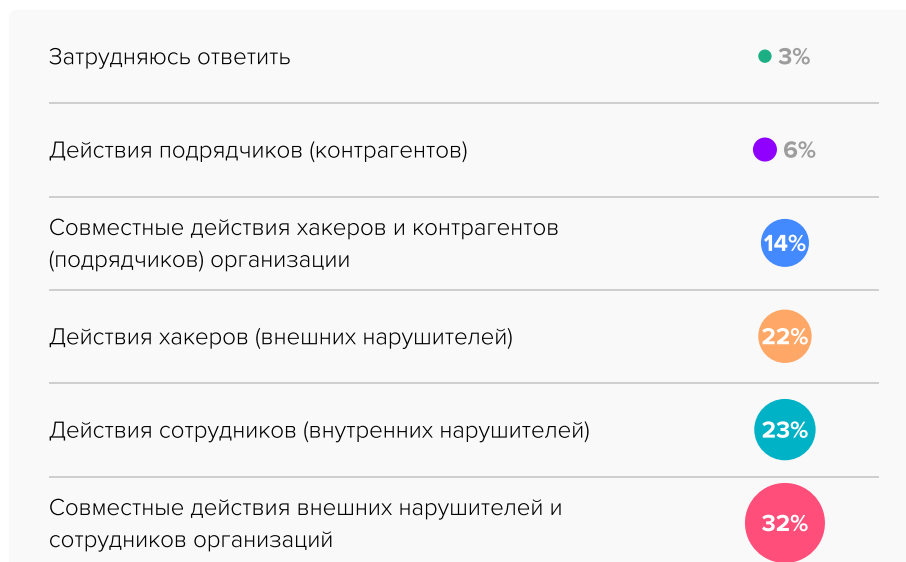 Затрудняюсь ответить
3%
Действия подрядчиков (контрагентов)
6%
Совместные действия хакеров и контрагентов
(подрядчиков) организации
14%
Действия хакеров (внешних нарушителей)
22%
Действия сотрудников (внутренних нарушителей)
23%
Совместные действия внешних нарушителей и
сотрудников организаций
32%